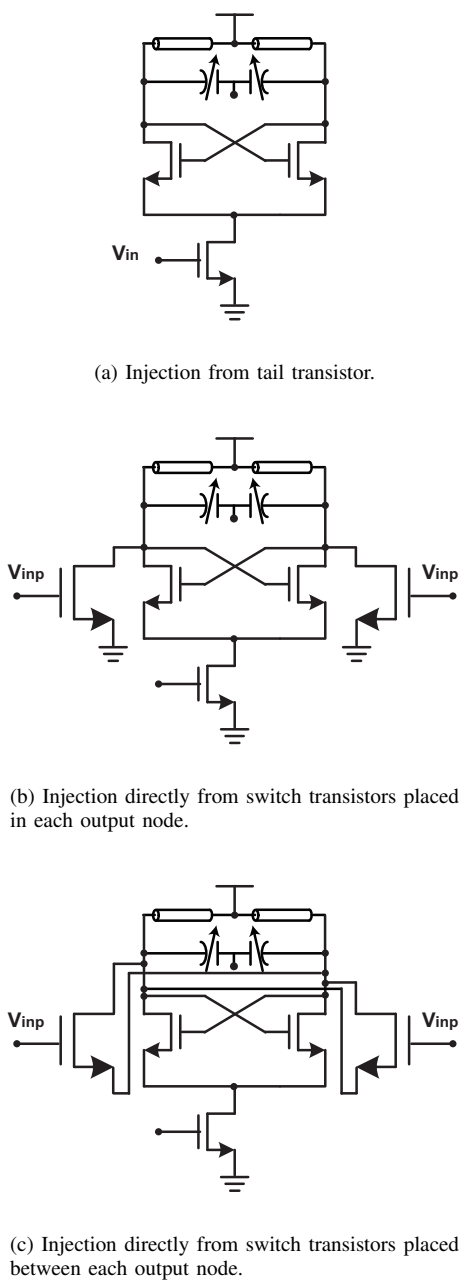 Vin
(a) Injection from tail transistor.
Vinp
Vinp
(b) Injection directly from switch transistors placed
in each output node.
Vinp
Vinp
(c) Injection directly from switch transistors placed
between each output node.